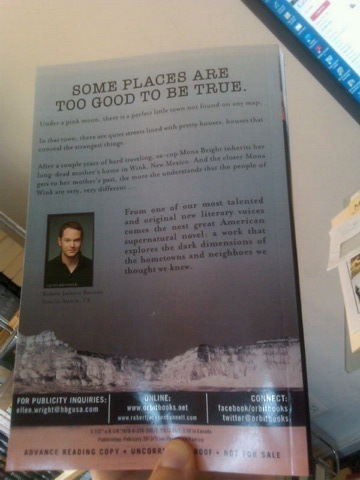 SOME PLACES ARE
TOO GOOD TO BE TRUE.
Under a pink moon, there is a perfect little town not found on any map.
In that town, there are quiet streets lined with pretty houses, houses that
conceal the strangest things.
After a couple years of hard traveling, ex-cop Mona Bright inherits her
long-dead mother's home in Wink, New Mexico. And the closer Mona
gets to her mother's past, the more she understands that the people of
Wink are very, very different...
From one of our most talented
and original new literary voices
comes the next great American
supernatural novel: a work that
explores the dark dimensions of
the hometowns and neighbors we
thought we knew.
FOR PUBLICITY INQUIRIES:
ellen.wright@hbgusa.com
ONLINE:
www.orbitbooks.net
www.robertjacksonbennett.com
CONNECT:
facebook/orbitbooks
twitter@orbitbooks
ADVANCE READING COPY • OOF • NOT FOR SALE